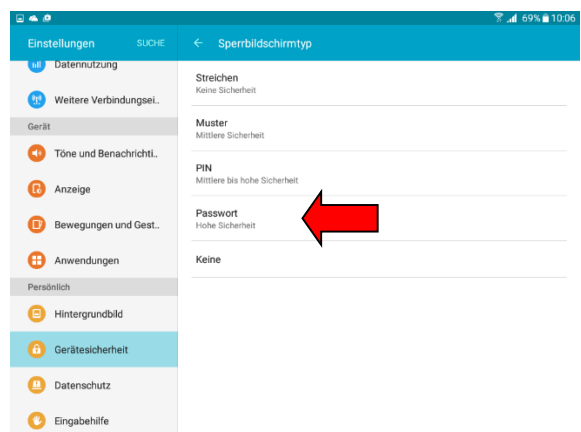 69% 10:06
Einstellungen SUCHE
Sperrbildschirmtyp
Datennutzung
Weitere Verbindungsei..
Gerät
Töne und Benachrichti..
Anzeige
Bewegungen und Gest..
Anwendungen
Persönlich
Hintergrundbild
Gerätesicherheit
Datenschutz
Eingabehilfe
Streichen
Keine Sicherheit
Muster
Mittlere Sicherheit
PIN
Mittlere bis hohe Sicherheit
Passwort
Hohe Sicherheit
Keine